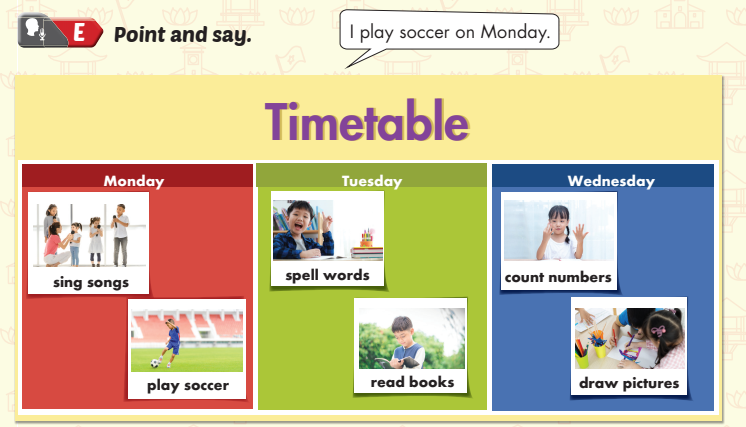 E Point and say.
I play soccer on Monday.
Timetable
Monday
sing songs
play soccer
Tuesday
spell words
read books
Wednesday
count numbers
draw pictures